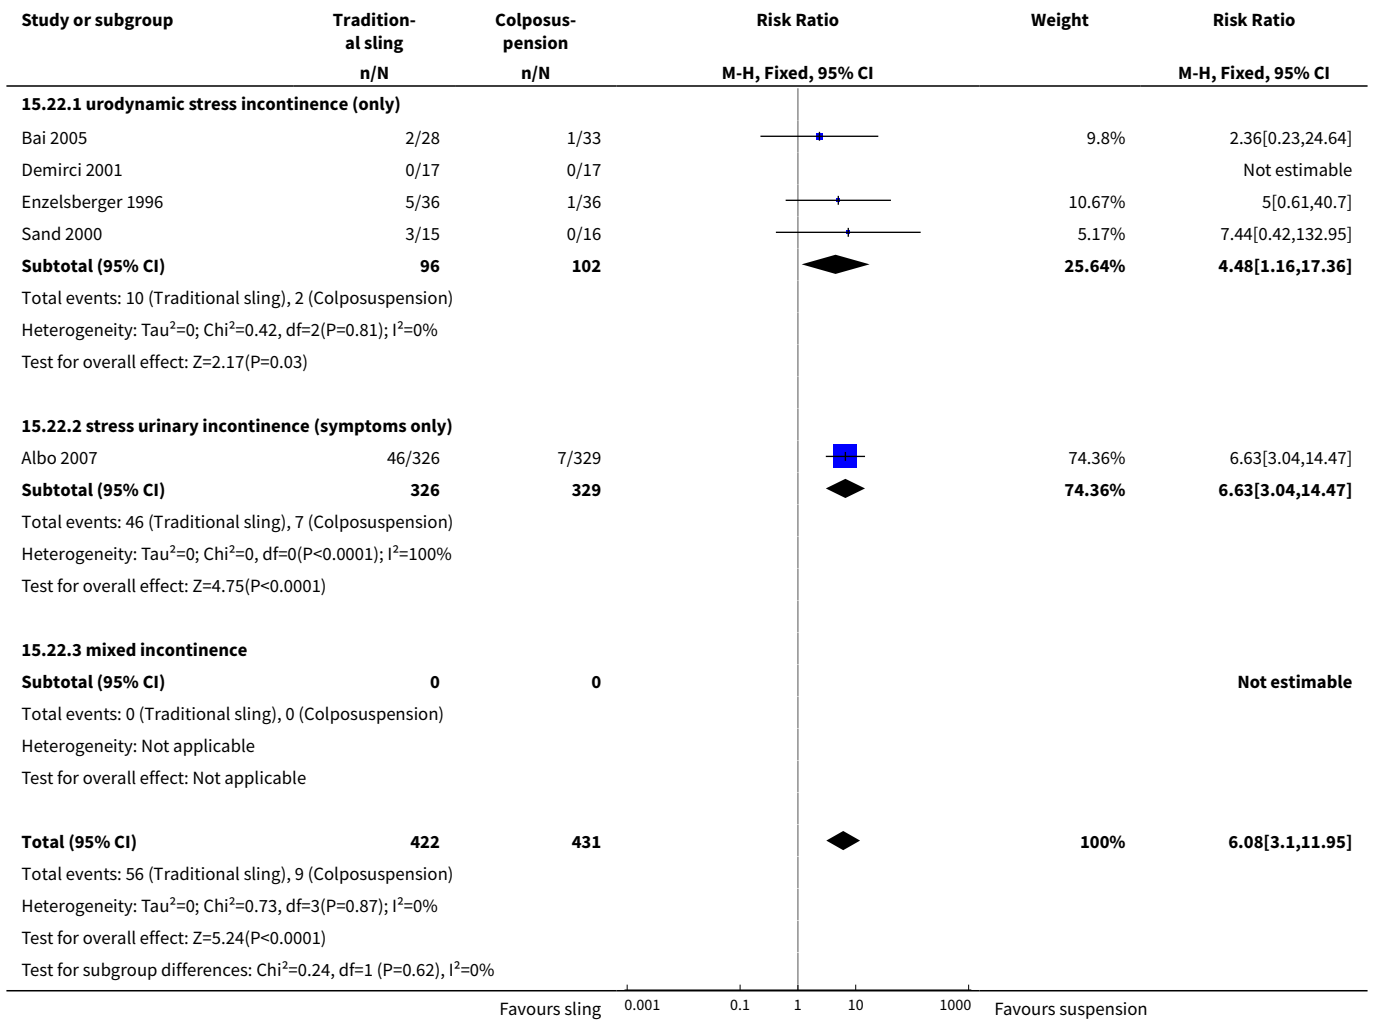 Study or subgroup Tradition- Colposus- Risk Ratio Weight Risk Ratio
al sling pension
n/N n/N M-H, Fixed, 95% CI M-H, Fixed, 95% CI
15.22.1 urodynamic stress incontinence (only)
Bai 2005 2/28 1/33 9.8% 2.36[0.23,24.64]
Demirci 2001 0/17 0/17 Not estimable
Enzelsberger 1996 5/36 1/36 10.67% 5[0.61,40.7]
Sand 2000 3/15 0/16 5.17% 7.44[0.42,132.95]
Subtotal (95% CI) 96 102 25.64% 4.48[1.16,17.36]
Total events: 10 (Traditional sling), 2 (Colposuspension)
Heterogeneity: Tau²=0; Chi²=0.42, df=2(P=0.81); I²=0%
Test for overall effect: Z=2.17(P=0.03)
15.22.2 stress urinary incontinence (symptoms only)
Albo 2007 46/326 7/329 74.36% 6.63[3.04,14.47]
Subtotal (95% CI) 326 329 74.36% 6.63[3.04,14.47]
Total events: 46 (Traditional sling), 7 (Colposuspension)
Heterogeneity: Tau²=0; Chi²=0, df=0(P<0.0001); I²=100%
Test for overall effect: Z=4.75(P<0.0001)
15.22.3 mixed incontinence
Subtotal (95% CI) 0 0 Not estimable
Total events: 0 (Traditional sling), 0 (Colposuspension)
Heterogeneity: Not applicable
Test for overall effect: Not applicable
Total (95% CI) 422 431 100% 6.08[3.1,11.95]
Total events: 56 (Traditional sling), 9 (Colposuspension)
Heterogeneity: Tau²=0; Chi²=0.73, df=3(P=0.87); I²=0%
Test for overall effect: Z=5.24(P<0.0001)
Test for subgroup differences: Chi²=0.24, df=1 (P=0.62), I²=0%
Favours sling 0.001 0.1 1 10 1000 Favours suspension